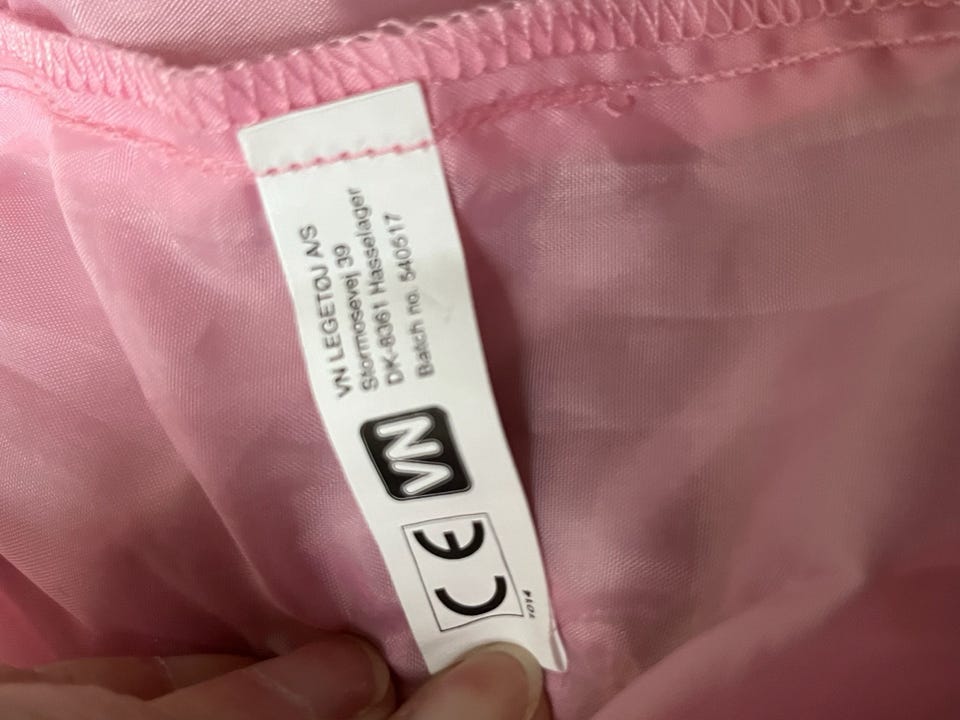 VN LEGETØJ A/S
Stormosevej 39
DK-8361 Hasselager
Batch no. 540517
VN
CE